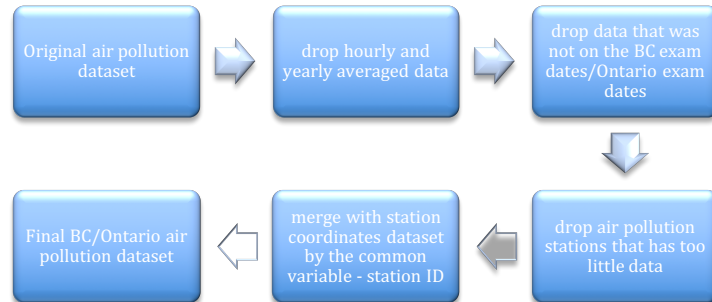 Original air pollution
dataset
drop hourly and
yearly averaged data
drop data that was
not on the BC exam
dates/Ontario exam
dates
drop air pollution
stations that has too
little data
merge with station
coordinates dataset
by the common
variable - station ID
Final BC/Ontario air
pollution dataset